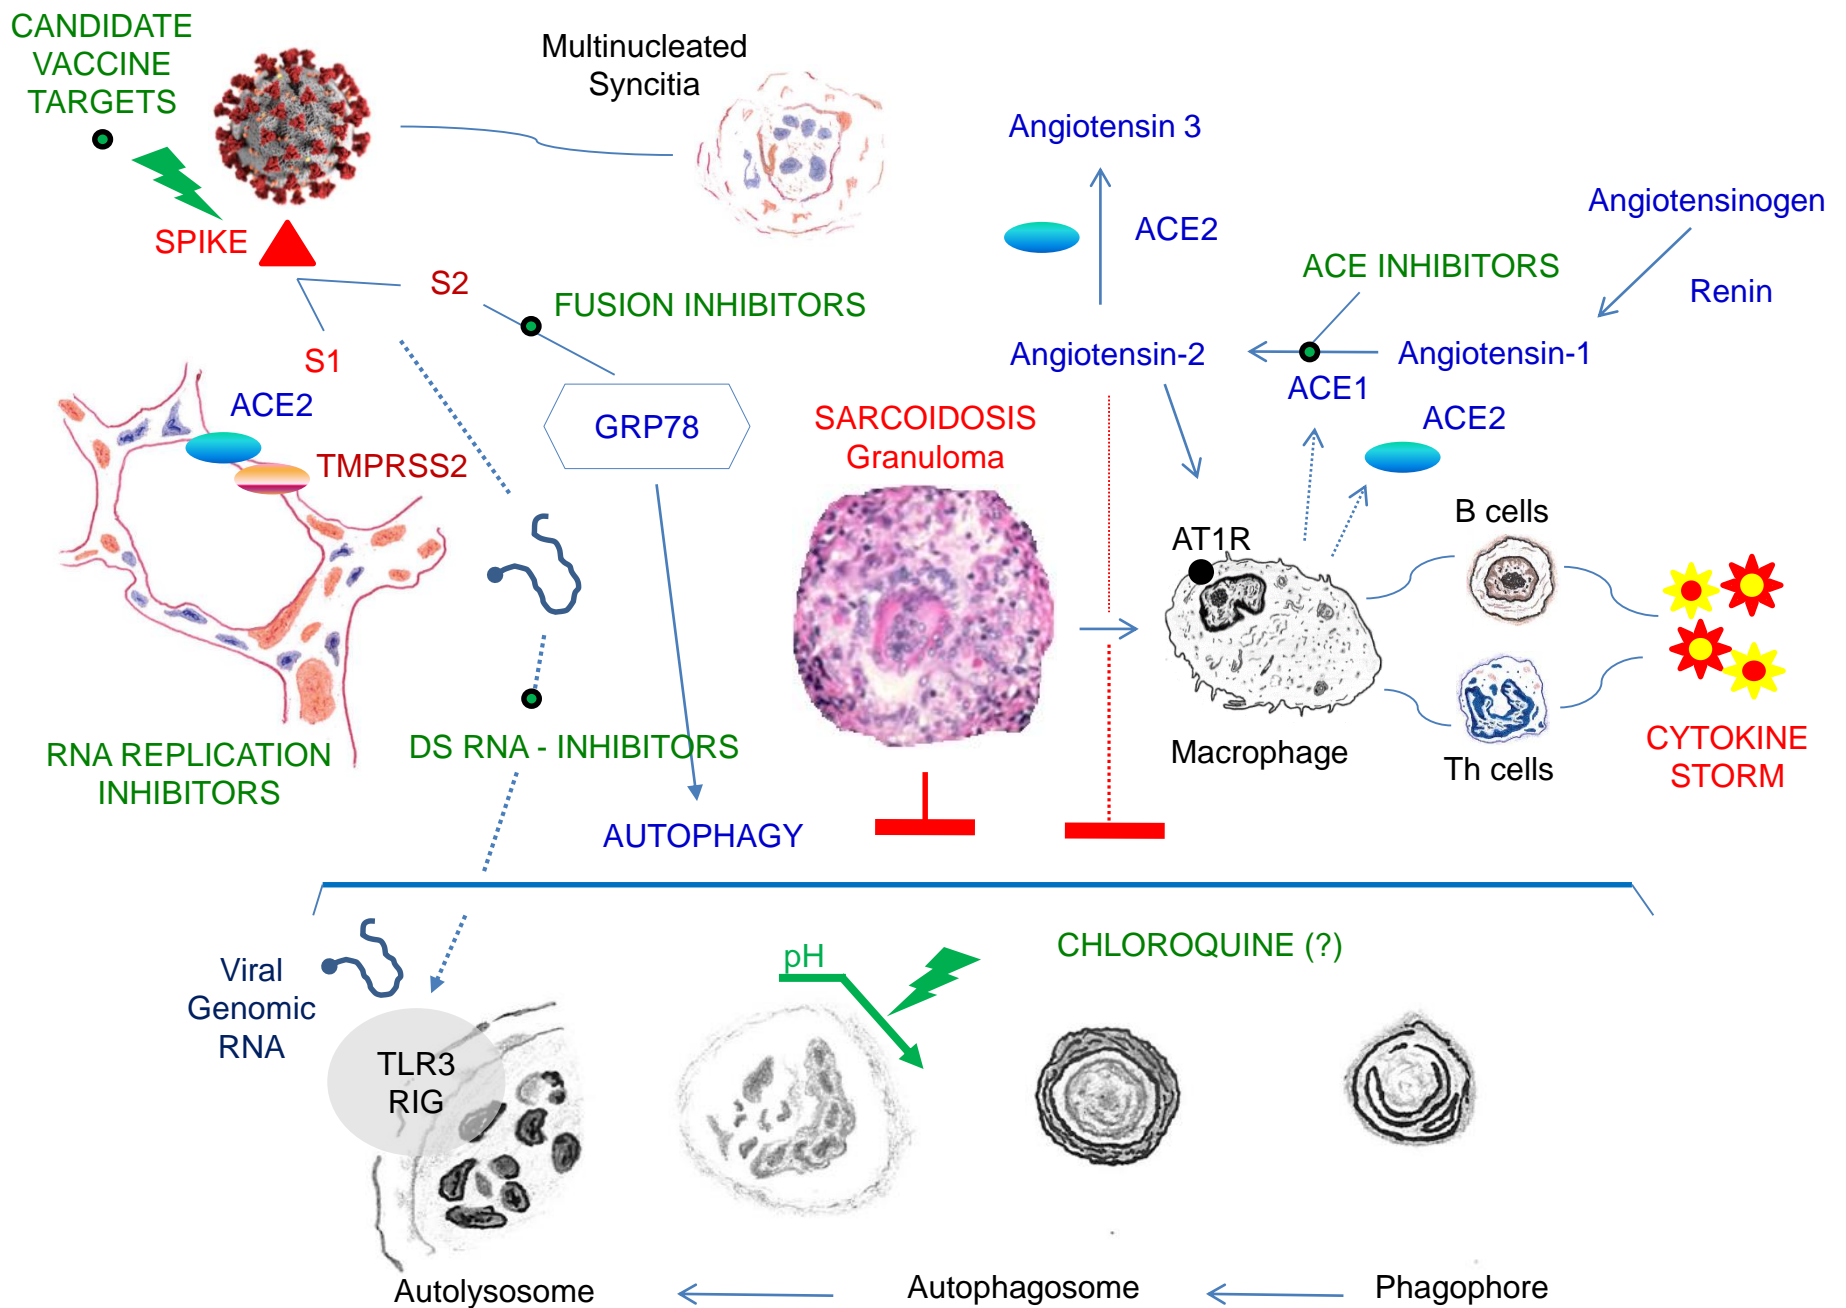 CANDIDATE
VACCINE
TARGETS
Multinucleated
Syncitia
Angiotensin 3
Angiotensinogen
SPIKE
ACE2
ACE INHIBITORS
Renin
S2
FUSION INHIBITORS
S1
Angiotensin-2
Angiotensin-1
ACE1
ACE2
ACE2
GRP78
SARCOIDOSIS
Granuloma
TMPRSS2
B cells
AT1R
Macrophage
Th cells
CYTOKINE
STORM
RNA REPLICATION
INHIBITORS
DS RNA - INHIBITORS
AUTOPHAGY
CHLOROQUINE (?)
pH
Viral
Genomic
RNA
TLR3
RIG
Autolysosome
Autophagosome
Phagophore